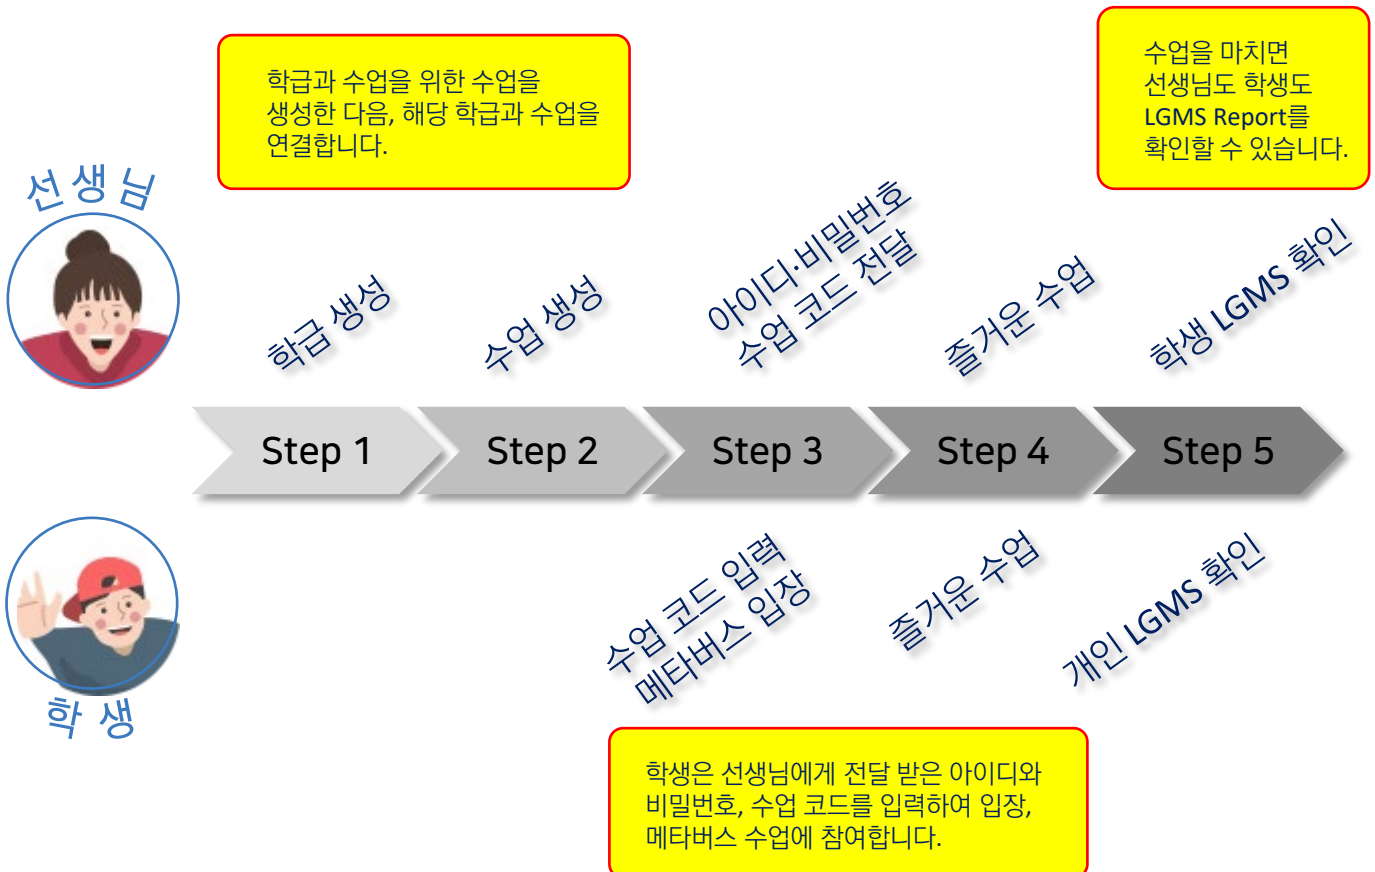 학급과 수업을 위한 수업을
생성한 다음, 해당 학급과 수업을
연결합니다.
수업을 마치면
선생님도 학생도
LGMS Report를
확인할 수 있습니다.
선생님
학급 생성
수업 생성
아이디·비밀번호
수업 코드 전달
즐거운 수업
학생 LGMS 확인
Step 1
Step 2
Step 3
Step 4
Step 5
수업 코드 입력
메타버스 입장
즐거운 수업
개인 LGMS 확인
학생
학생은 선생님에게 전달 받은 아이디와
비밀번호, 수업 코드를 입력하여 입장,
메타버스 수업에 참여합니다.